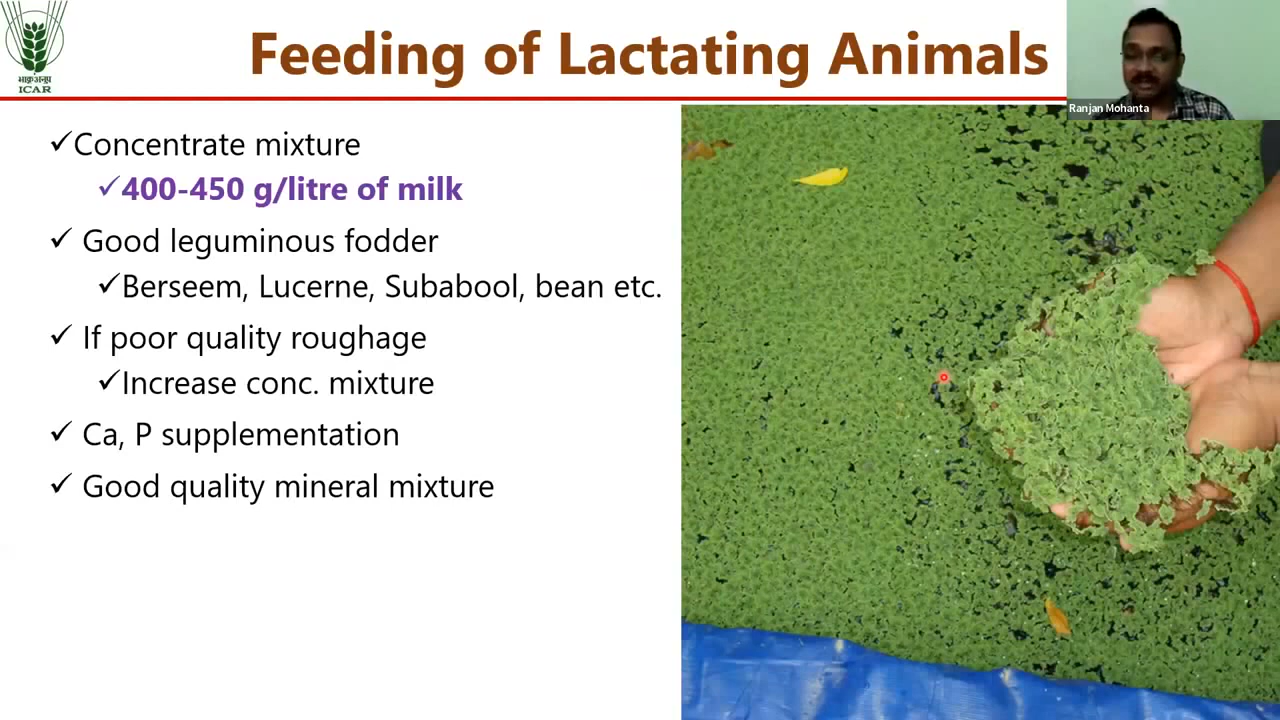 Feeding of Lactating Animals
भाकृअनुप
ICAR
Ranjan Mohanta
✓Concentrate mixture
✓400-450 g/litre of milk
✓ Good leguminous fodder
✓Berseem, Lucerne, Subabool, bean etc.
✓ If poor quality roughage
✓Increase conc. mixture
✓ Ca, P supplementation
✓ Good quality mineral mixture